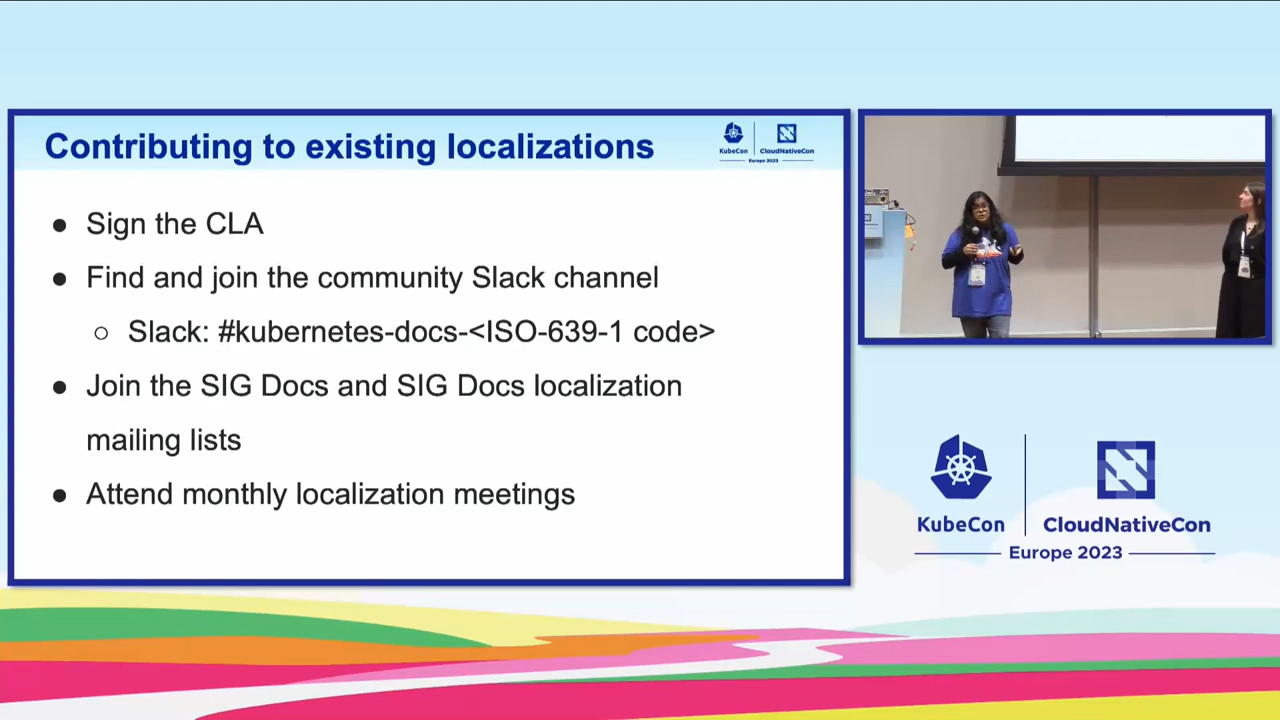 Contributing to existing localizations
KubeCon
CloudNativeCon
Europe 2023
● Sign the CLA
● Find and join the community Slack channel
○ Slack: #kubernetes-docs-<ISO-639-1 code>
● Join the SIG Docs and SIG Docs localization
mailing lists
● Attend monthly localization meetings
KubeCon
CloudNativeCon
Europe 2023